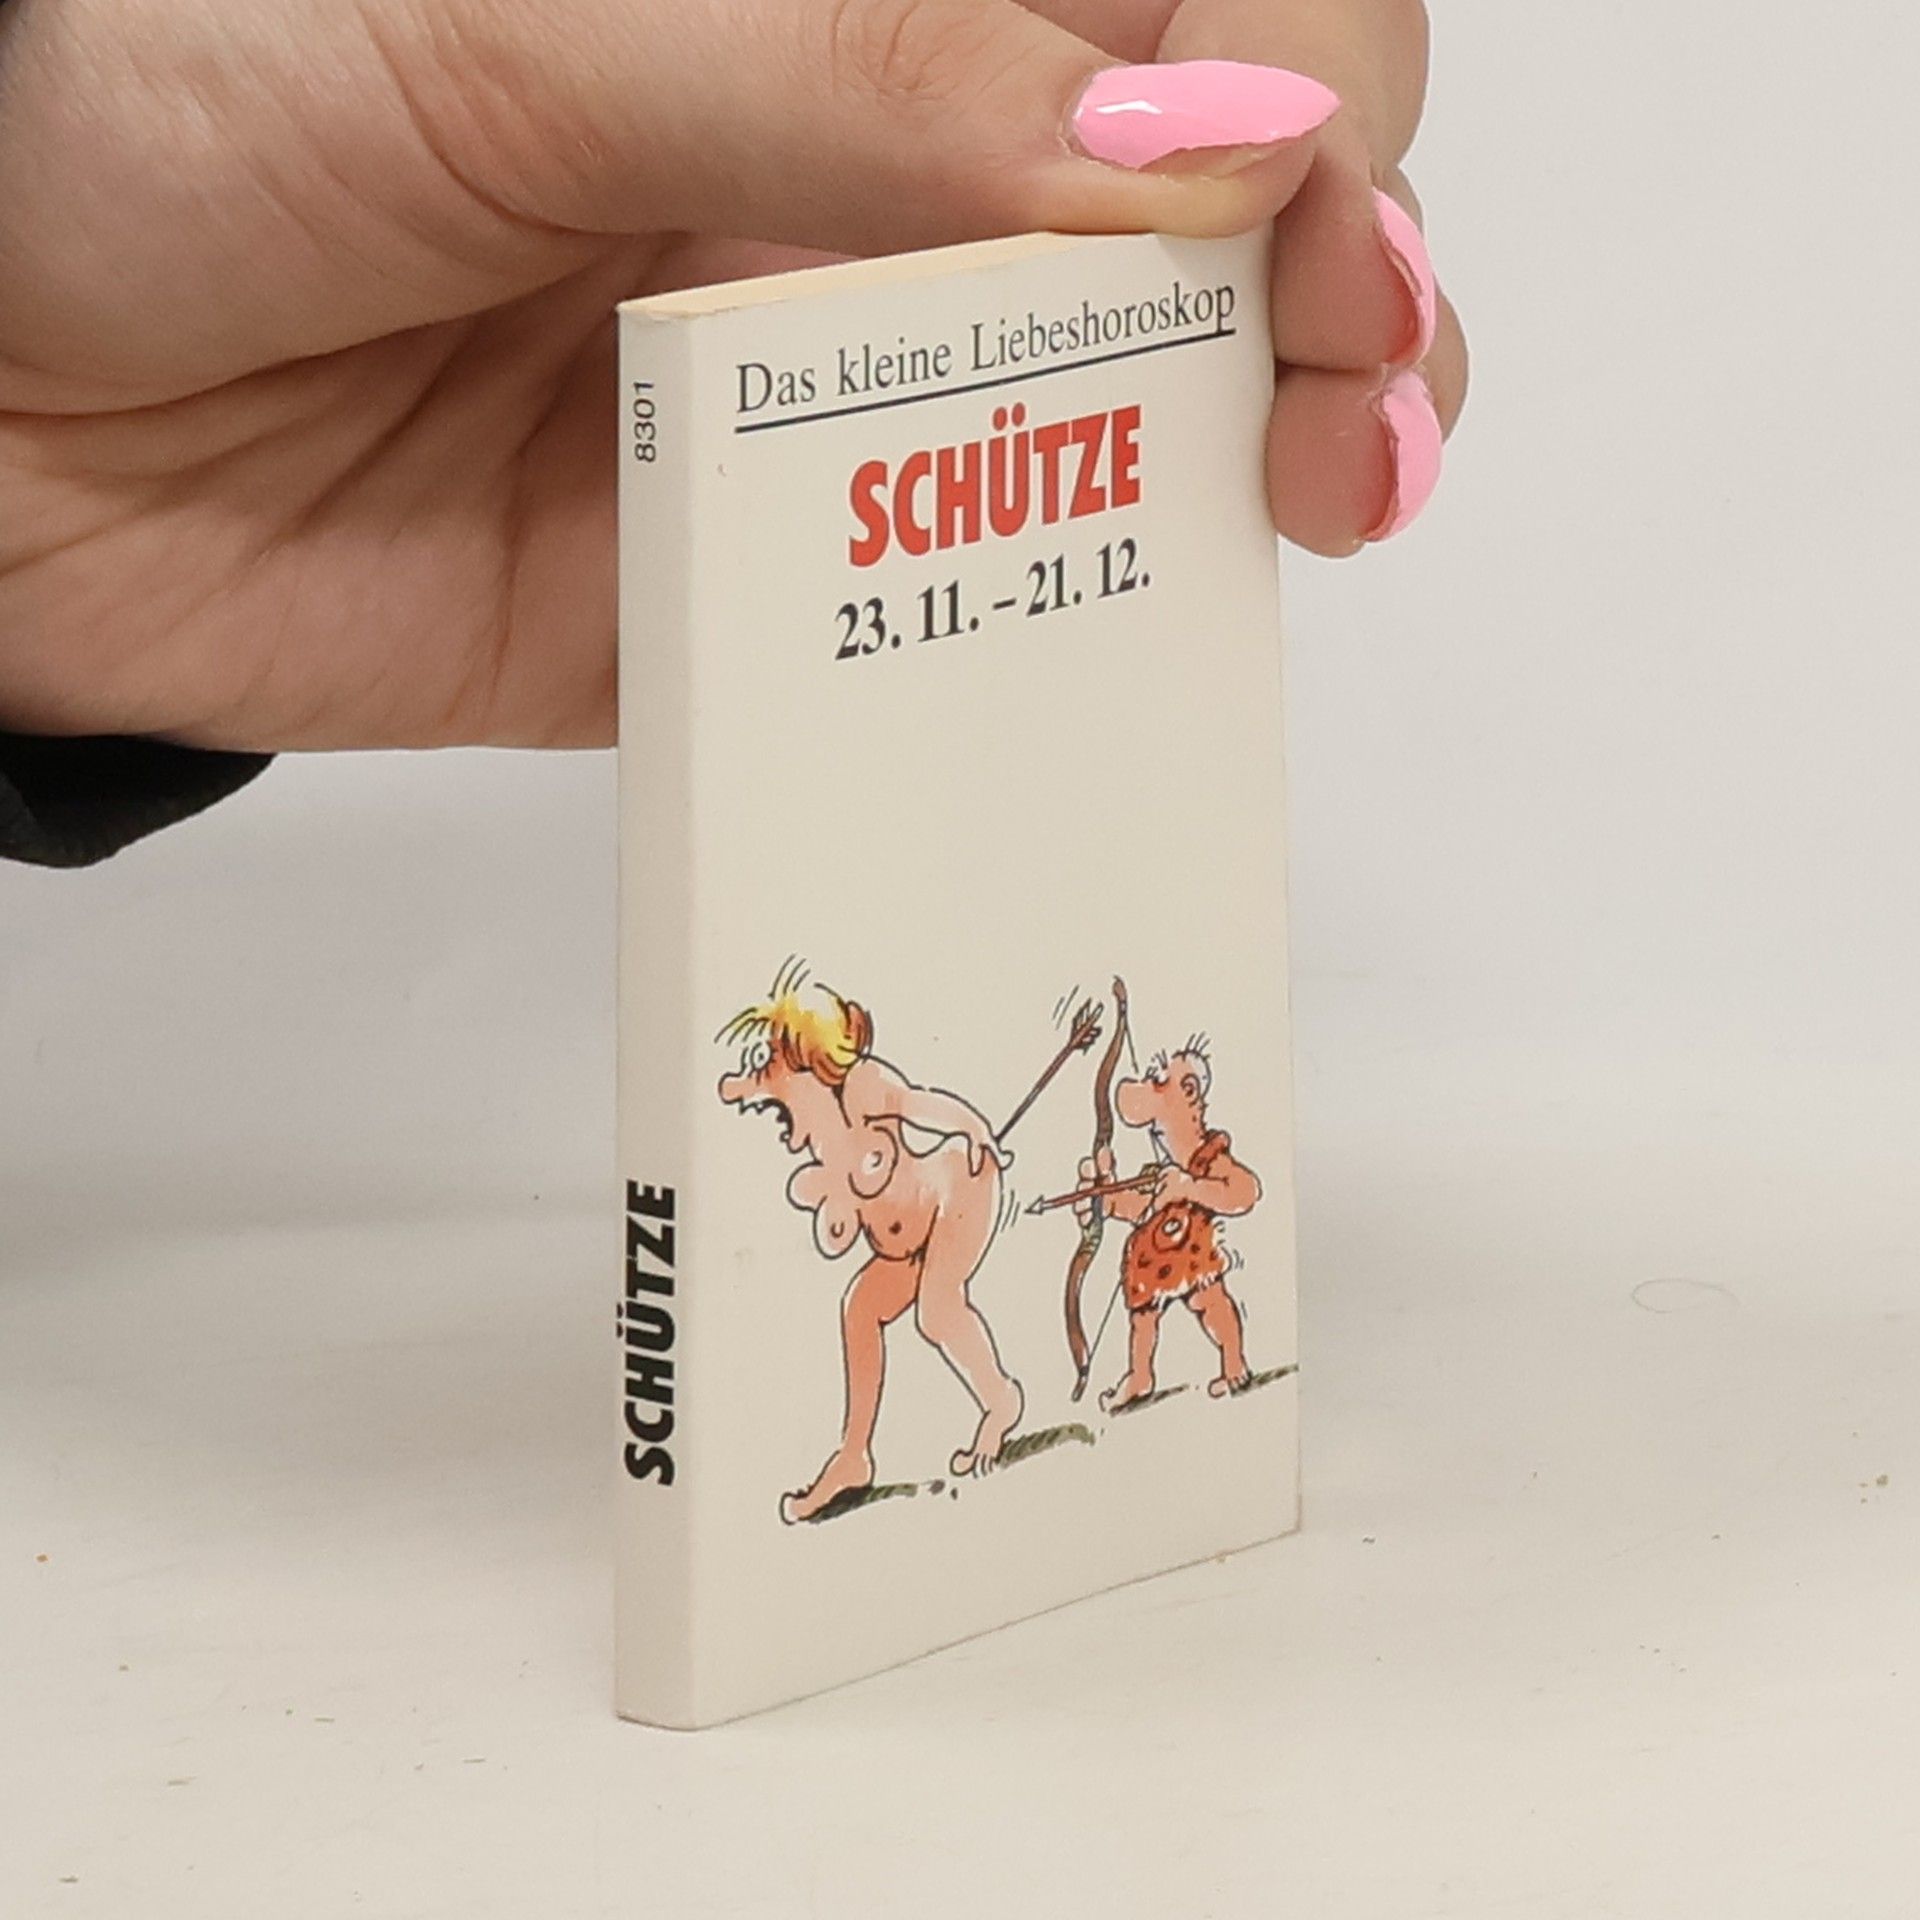 8301
SCHÜTZE
Das kleine Liebeshoroskop
SCHÜTZE
23. 11. – 21. 12.